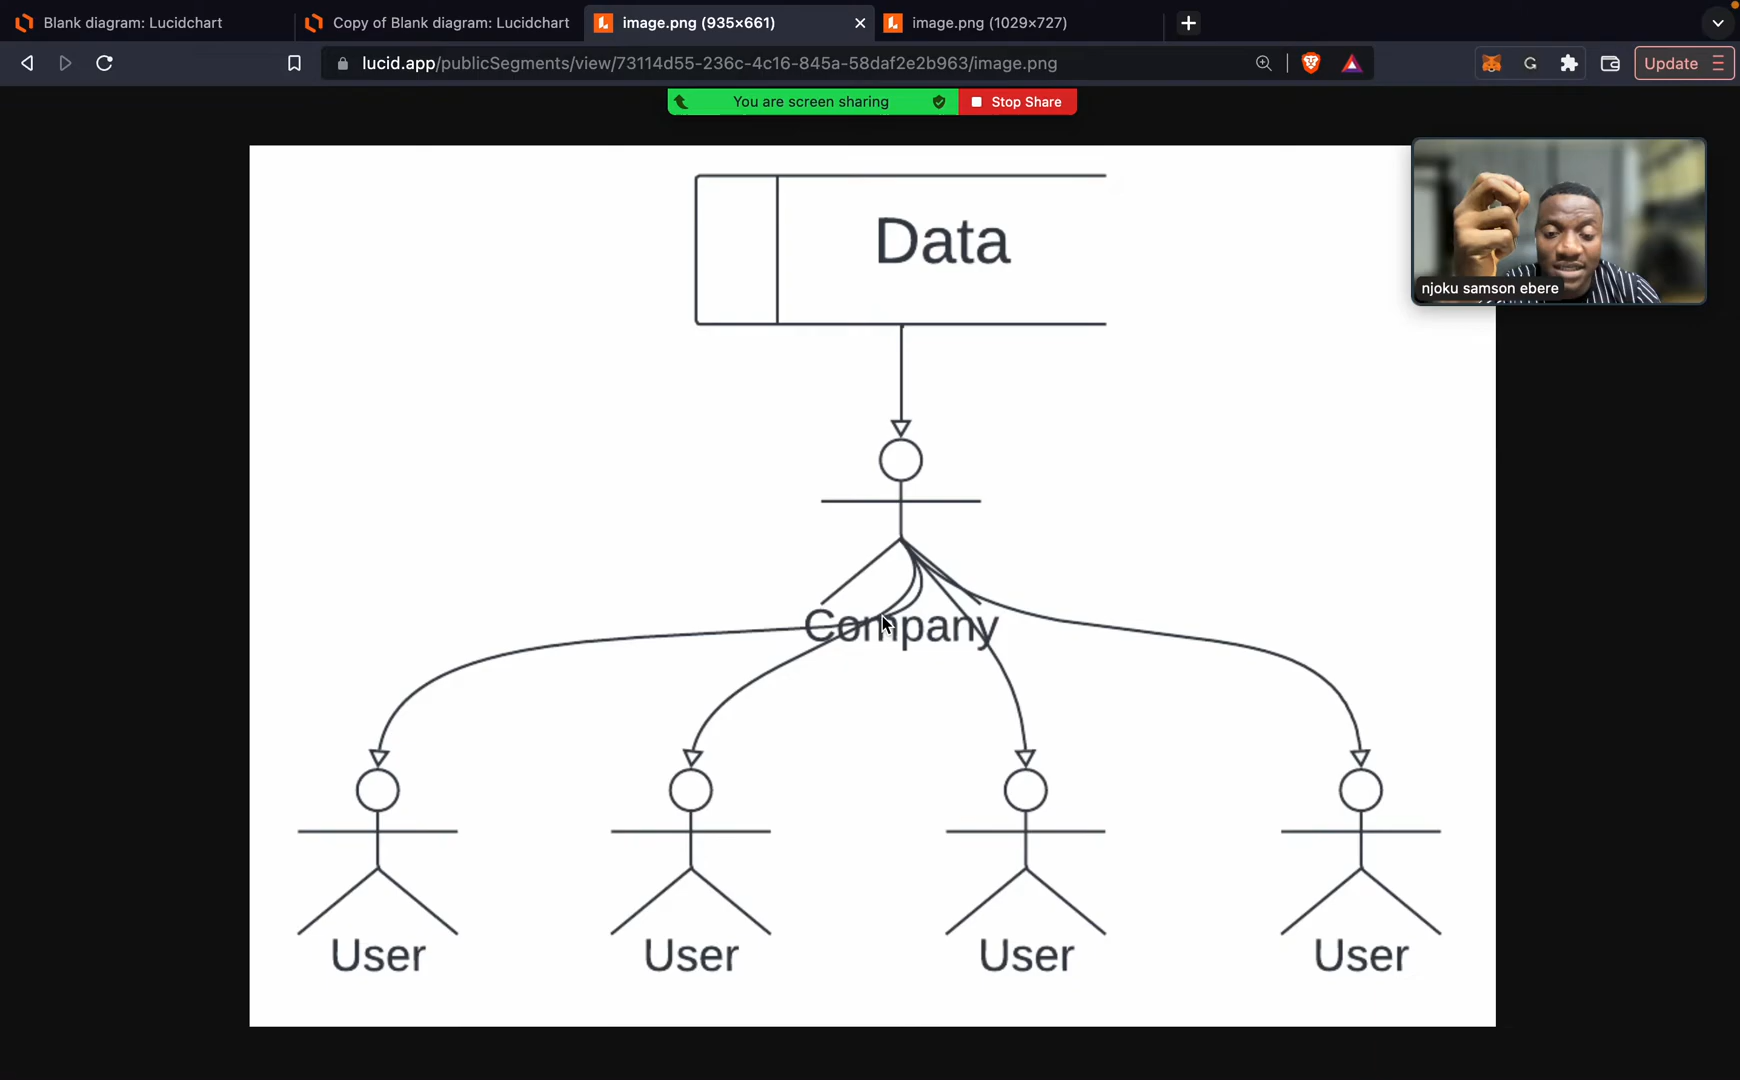 Blank diagram: Lucidchart
Copy of Blank diagram: Lucidchart
image.png (935×661)
image.png (1029×727)
lucid.app/publicSegments/view/73114d55-236c-4c16-845a-58daf2e2b963/image.png
Update
You are screen sharing
Stop Share
njoku samson ebere
Data
Company
User
User
User
User